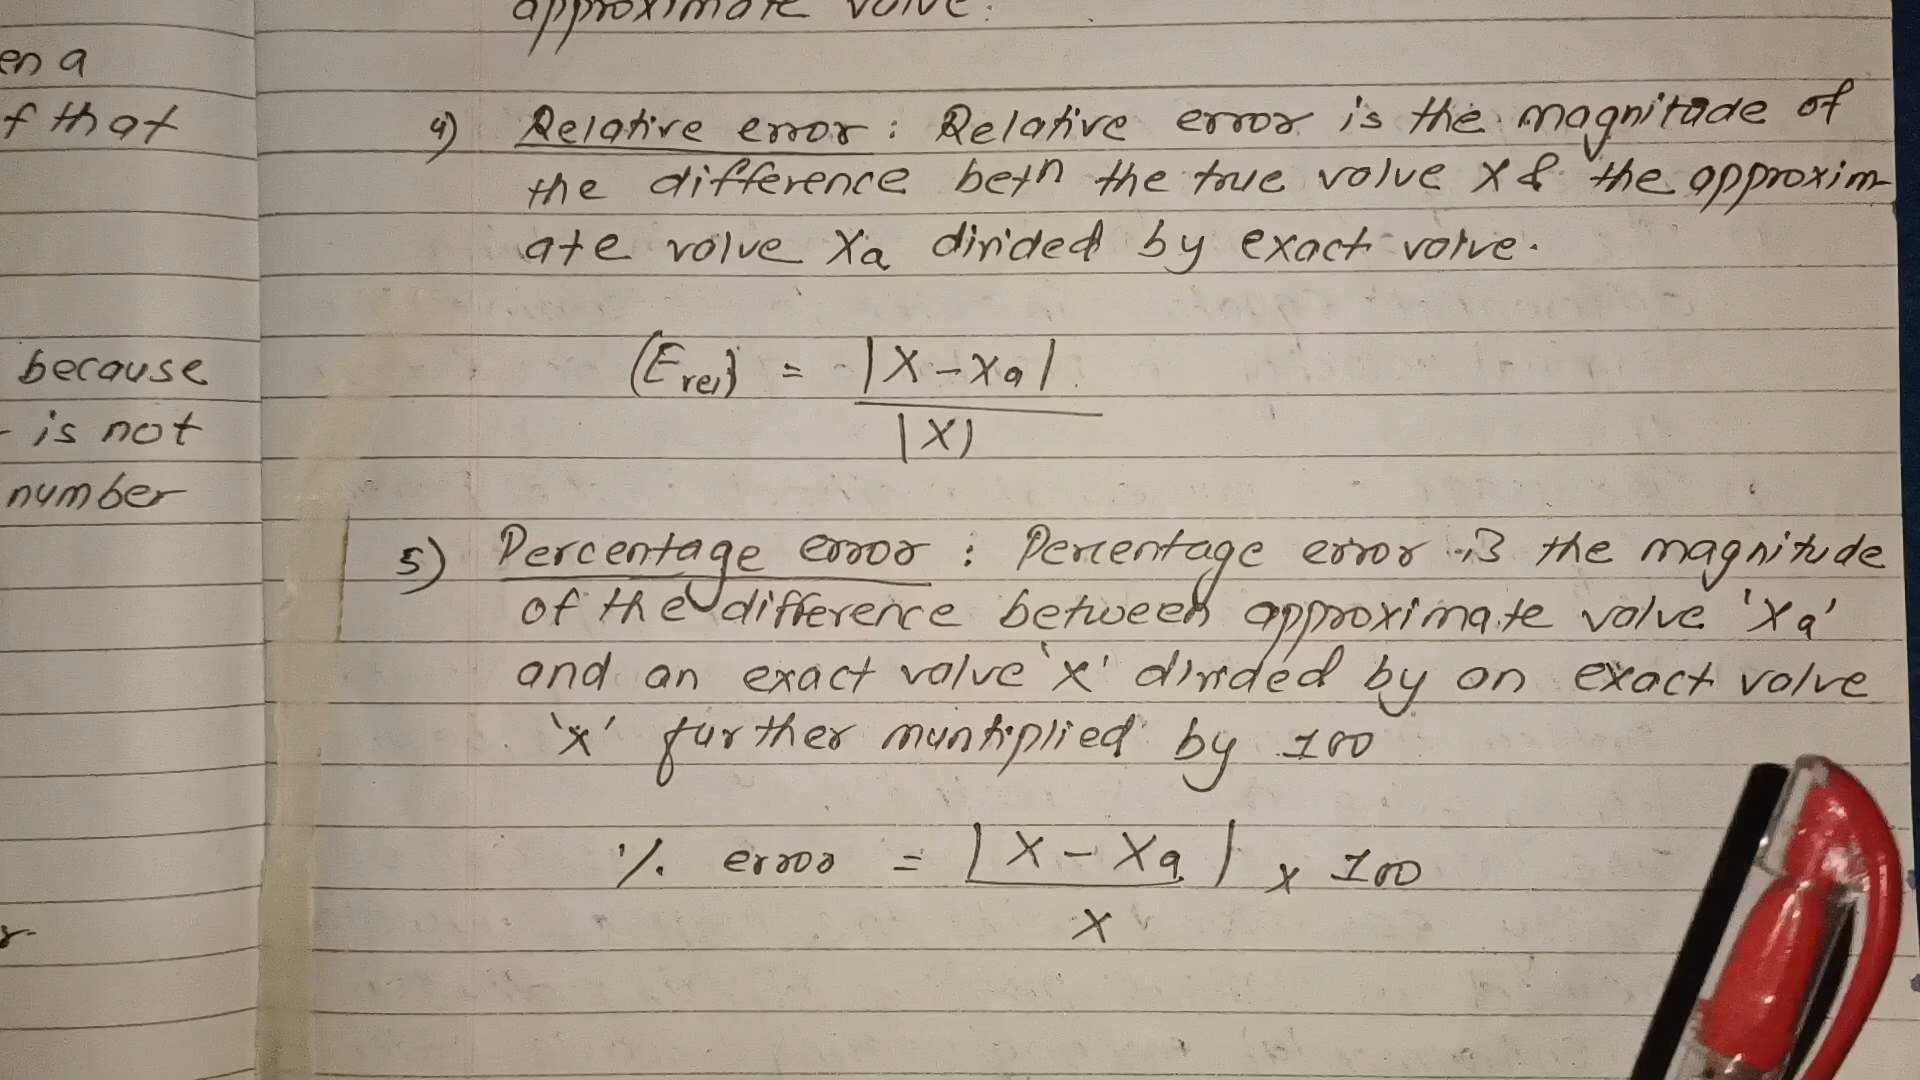 approximate value.
en a
f that
because
- is not
number
4) Relative error : Relative error is the magnitude of
the difference betn the true value X & the approxim-
ate value Xa divided by exact value.
(Erel) = |X - Xa|
|X|
5) Percentage error : Percentage error is the magnitude
of the difference between approximate value 'Xa'
and an exact value 'x' divided by an exact value
'x' further muntiplied by 100
% error = |X - Xa| x 100
X